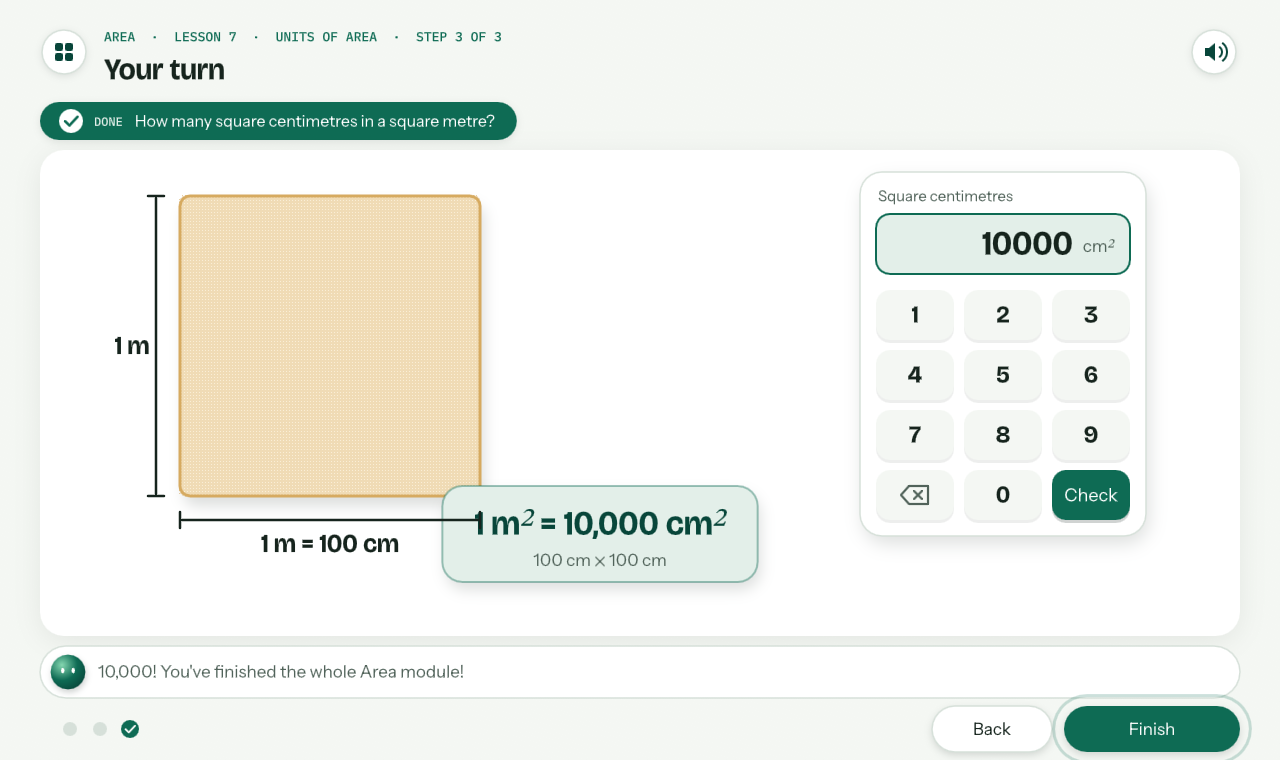 AREA · LESSON 7 · UNITS OF AREA · STEP 3 OF 3
Your turn
DONE How many square centimetres in a square metre?
1 m
1 m = 100 cm
1 m² = 10,000 cm²
100 cm × 100 cm
Square centimetres
10000 cm²
1 2 3
4 5 6
7 8 9
0 Check
10,000! You've finished the whole Area module!
Back Finish